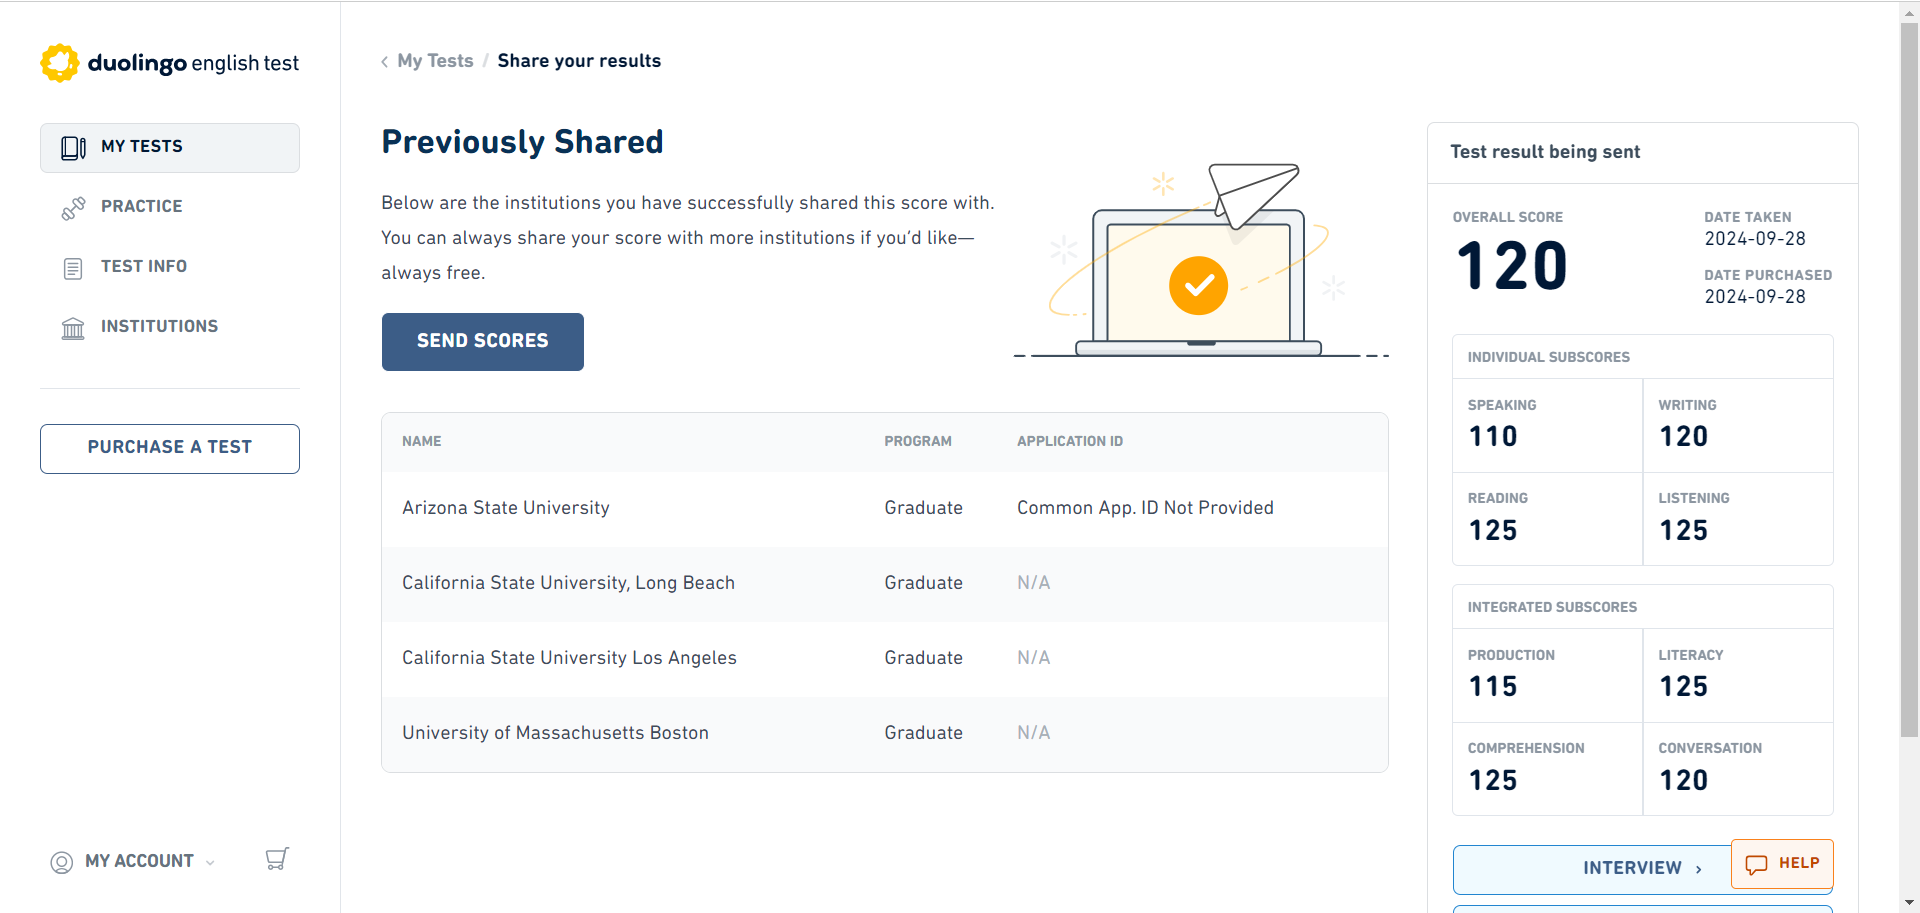 duolingo english test
MY TESTS
PRACTICE
TEST INFO
INSTITUTIONS
PURCHASE A TEST
MY ACCOUNT
My Tests / Share your results
Previously Shared
Below are the institutions you have successfully shared this score with.
You can always share your score with more institutions if you’d like—
always free.
SEND SCORES
NAME PROGRAM APPLICATION ID
Arizona State University Graduate Common App. ID Not Provided
California State University, Long Beach Graduate N/A
California State University Los Angeles Graduate N/A
University of Massachusetts Boston Graduate N/A
Test result being sent
OVERALL SCORE
120
DATE TAKEN
2024-09-28
DATE PURCHASED
2024-09-28
INDIVIDUAL SUBSCORES
SPEAKING
110
WRITING
120
READING
125
LISTENING
125
INTEGRATED SUBSCORES
PRODUCTION
115
LITERACY
125
COMPREHENSION
125
CONVERSATION
120
INTERVIEW
HELP